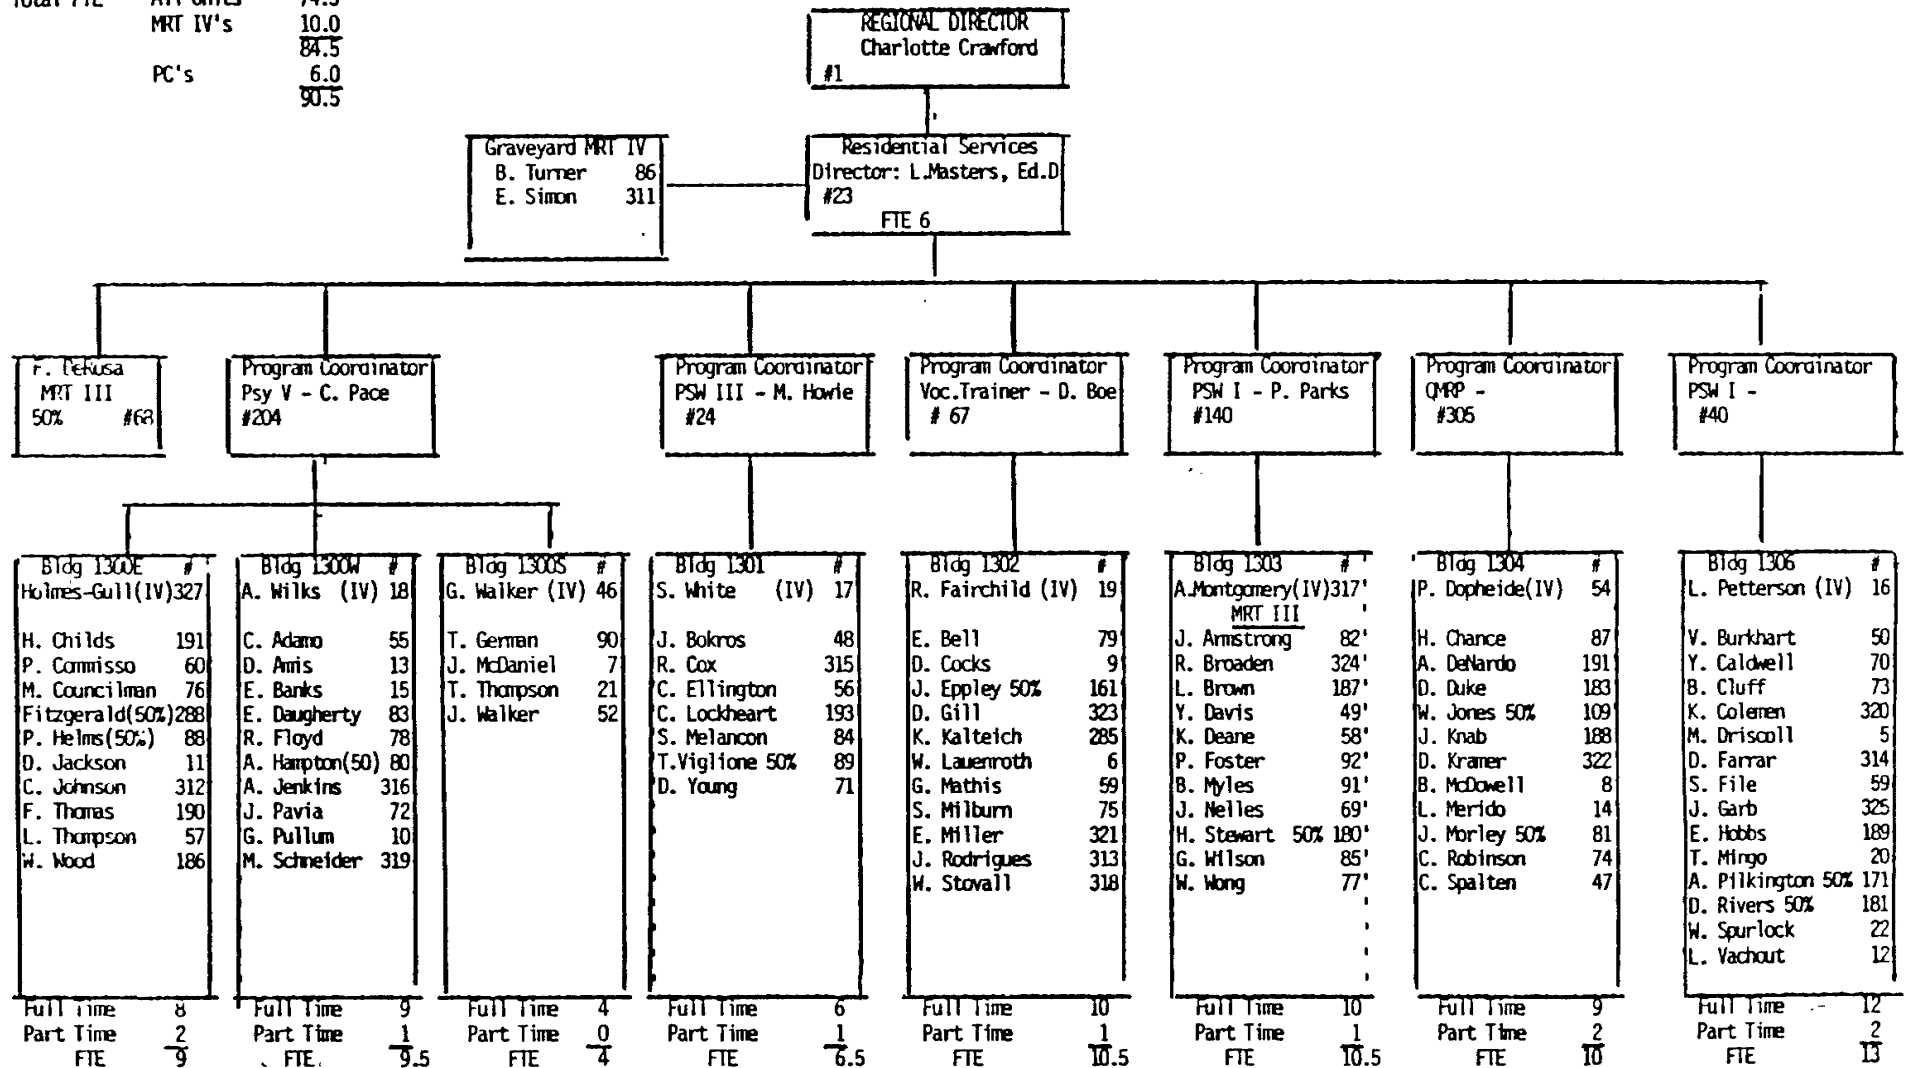 Total FTE All Units 74.5
MRT IV's 10.0
84.5
PC's 6.0
90.5
REGIONAL DIRECTOR
Charlotte Crawford
#1
Graveyard MRT IV
B. Turner 86
E. Simon 311
Residential Services
Director: L.Masters, Ed.D
#23
FTE 6
F. DeRusa
MRT III
50% #68
Program Coordinator
Psy V - C. Pace
#204
Program Coordinator
PSW III - M. Howie
#24
Program Coordinator
Voc.Trainer - D. Boe
# 67
Program Coordinator
PSW I - P. Parks
#140
Program Coordinator
QMRP -
#305
Program Coordinator
PSW I -
#40
Bldg 1300E #
Holmes-Gull(IV)327
H. Childs 191
P. Commisso 60
M. Councilman 76
Fitzgerald(50%)288
P. Helms(50%) 88
D. Jackson 11
C. Johnson 312
F. Thomas 190
L. Thompson 57
W. Wood 186
Full Time 8
Part Time 2
FTE 9
Bldg 1300W #
A. Wilks (IV) 18
C. Adamo 55
D. Amis 13
E. Banks 15
E. Daugherty 83
R. Floyd 78
A. Hampton(50) 80
A. Jenkins 316
J. Pavia 72
G. Pullum 10
M. Schneider 319
Full Time 9
Part Time 1
FTE. 9.5
Bldg 1300S #
G. Walker (IV) 46
T. German 90
J. McDaniel 7
T. Thompson 21
J. Walker 52
Full Time 4
Part Time 0
FTE 4
Bldg 1301 #
S. White (IV) 17
J. Bokros 48
R. Cox 315
C. Ellington 56
C. Lockheart 193
S. Melancon 84
T.Viglione 50% 89
D. Young 71
Full Time 6
Part Time 1
FTE 6.5
Bldg 1302 #
R. Fairchild (IV) 19
E. Bell 79
D. Cocks 9
J. Eppley 50% 161
D. Gill 323
K. Kalteich 285
W. Lauenroth 6
G. Mathis 59
S. Milburn 75
E. Miller 321
J. Rodrigues 313
W. Stovall 318
Full Time 10
Part Time 1
FTE 10.5
Bldg 1303 #
A.Montgomery(IV)317
MRT III
J. Armstrong 82
R. Broaden 324
L. Brown 187
Y. Davis 49
K. Deane 58
P. Foster 92
B. Myles 91
J. Nelles 69
H. Stewart 50% 180
G. Wilson 85
W. Wong 77
Full Time 10
Part Time 1
FTE 10.5
Bldg 1304 #
P. Dopheide(IV) 54
H. Chance 87
A. DeNardo 191
D. Duke 183
W. Jones 50% 109
J. Knab 188
D. Kramer 322
B. McDowell 8
L. Merido 14
J. Morley 50% 81
C. Robinson 74
C. Spalten 47
Full Time 9
Part Time 2
FTE 10
Bldg 1306 #
L. Petterson (IV) 16
V. Burkhart 50
Y. Caldwell 70
B. Cluff 73
K. Colemen 320
M. Driscoll 5
D. Farrar 314
S. File 59
J. Garb 325
E. Hobbs 189
T. Mingo 20
A. Pilkington 50% 171
D. Rivers 50% 181
W. Spurlock 22
L. Vachout 12
Full Time 12
Part Time 2
FTE 13